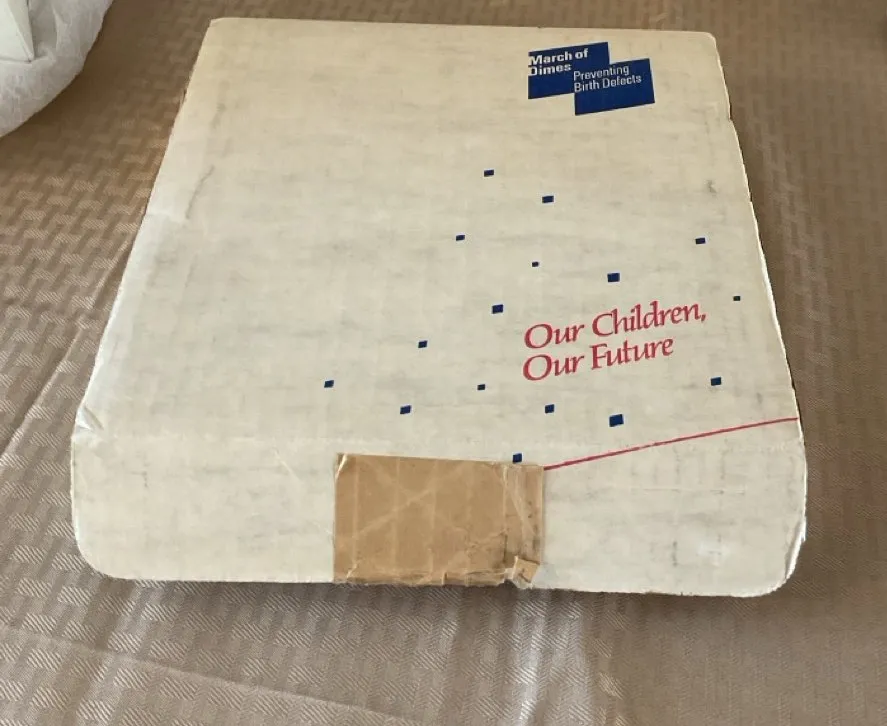 March of
Dimes
Preventing
Birth Defects
Our Children,
Our Future